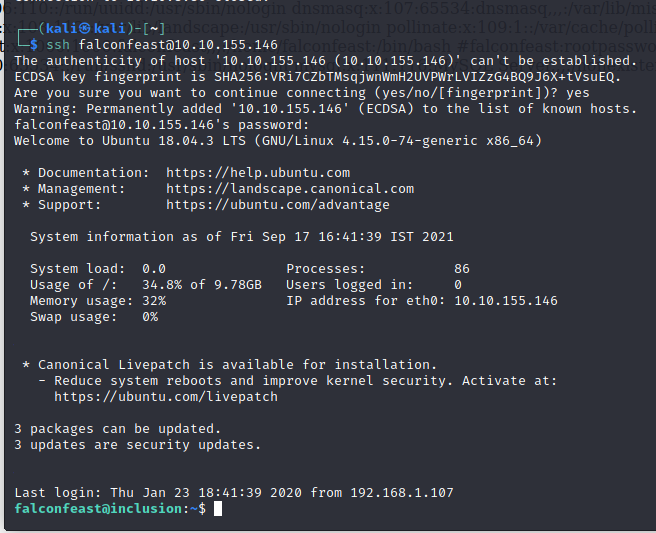 ┌──(kali㉿kali)-[~]
└─$ ssh falconfeast@10.10.155.146
The authenticity of host '10.10.155.146 (10.10.155.146)' can't be established.
ECDSA key fingerprint is SHA256:VRi7CZbTMsqjwnWmH2UVPWrLVIZzG4BQ9J6X+tVsuEQ.
Are you sure you want to continue connecting (yes/no/[fingerprint])? yes
Warning: Permanently added '10.10.155.146' (ECDSA) to the list of known hosts.
falconfeast@10.10.155.146's password:
Welcome to Ubuntu 18.04.3 LTS (GNU/Linux 4.15.0-74-generic x86_64)
* Documentation: https://help.ubuntu.com
* Management: https://landscape.canonical.com
* Support: https://ubuntu.com/advantage
System information as of Fri Sep 17 16:41:39 IST 2021
System load: 0.0 Processes: 86
Usage of /: 34.8% of 9.78GB Users logged in: 0
Memory usage: 32% IP address for eth0: 10.10.155.146
Swap usage: 0%
* Canonical Livepatch is available for installation.
- Reduce system reboots and improve kernel security. Activate at:
https://ubuntu.com/livepatch
3 packages can be updated.
3 updates are security updates.
Last login: Thu Jan 23 18:41:39 2020 from 192.168.1.107
falconfeast@inclusion:~$